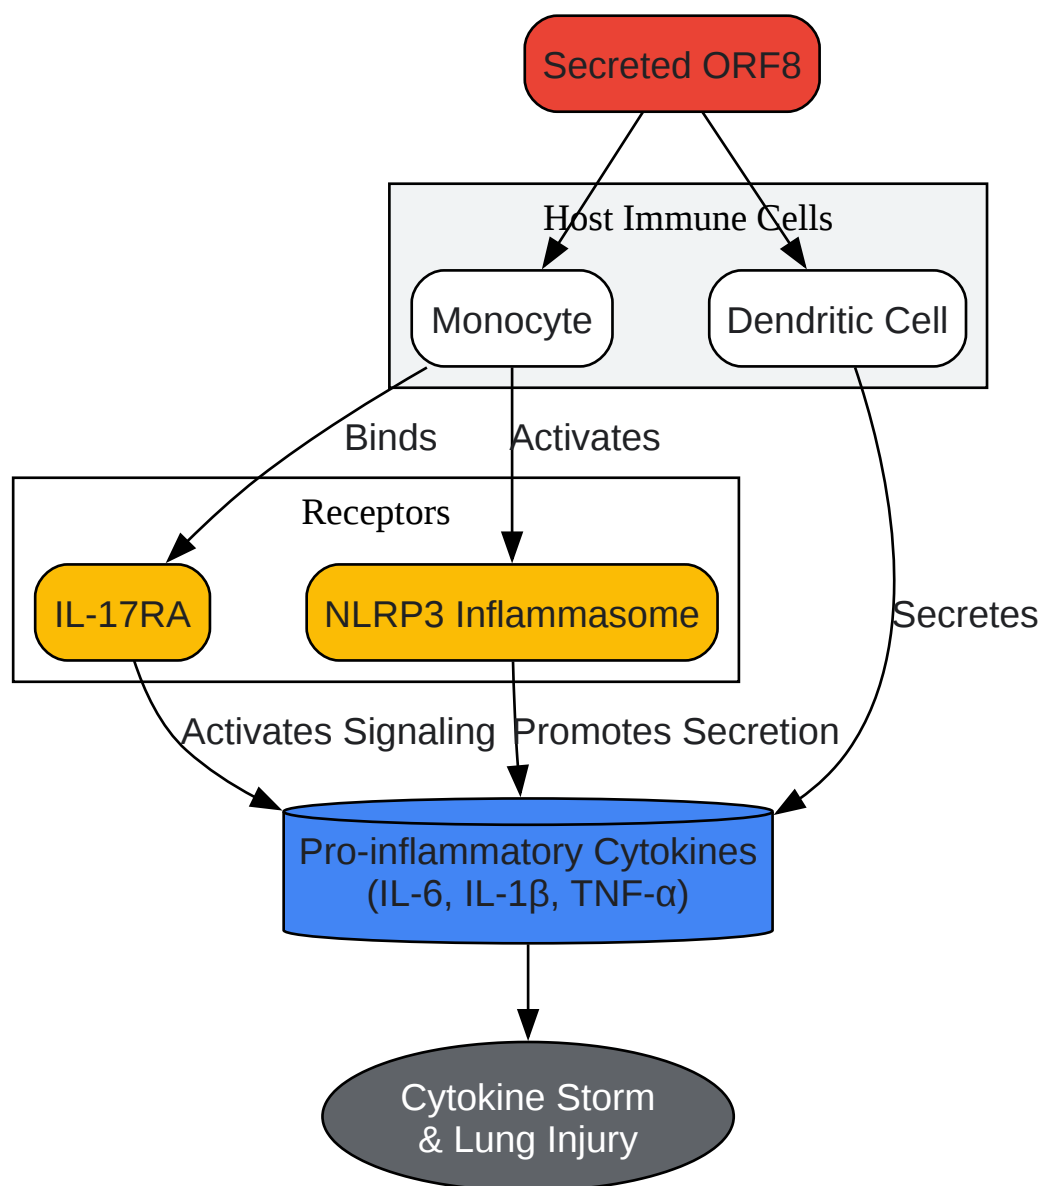 Secreted ORF8
Host Immune Cells
Monocyte
Dendritic Cell
Binds
Activates
Receptors
IL-17RA
NLRP3 Inflammasome
Secretes
Activates Signaling
Promotes Secretion
Pro-inflammatory Cytokines
(IL-6, IL-1β, TNF-α)
Cytokine Storm
& Lung Injury